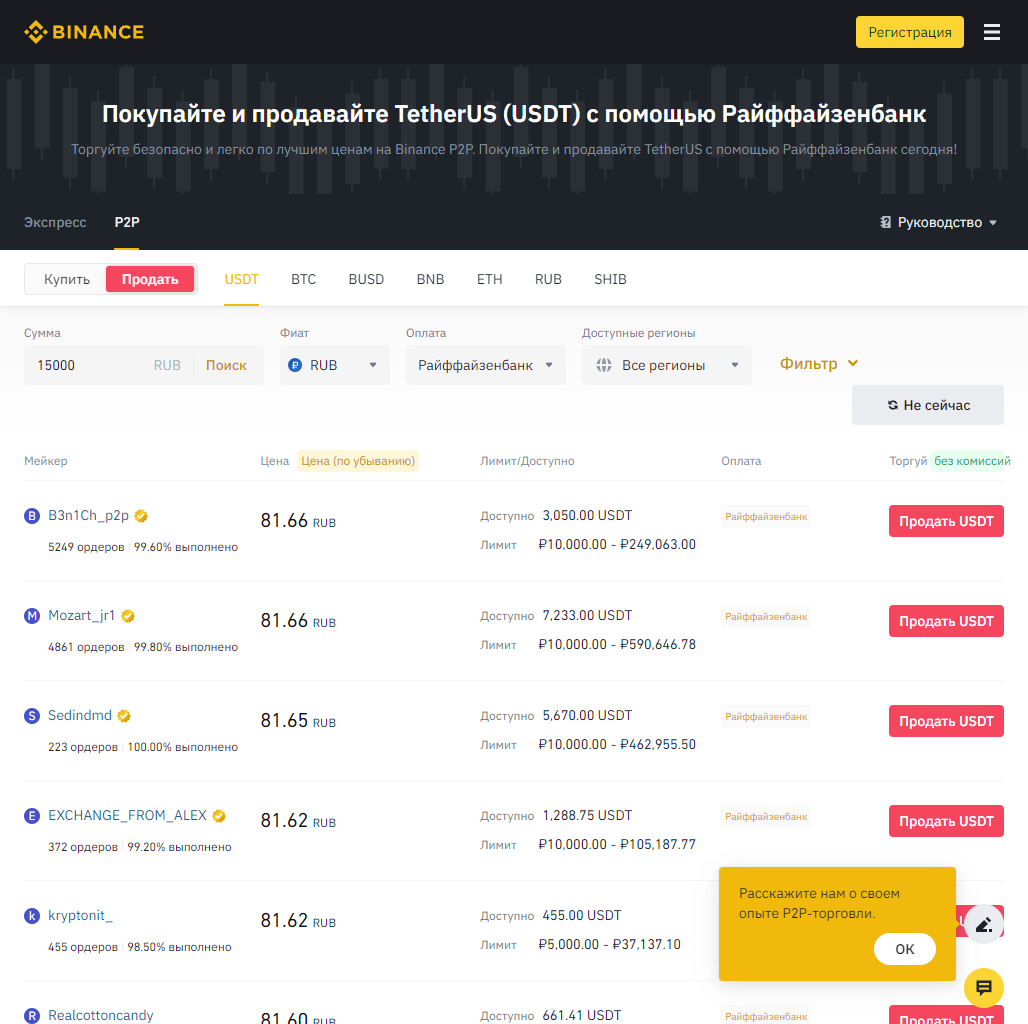 BINANCE
Регистрация
Покупайте и продавайте TetherUS (USDT) с помощью Райффайзенбанк
Торгуйте безопасно и легко по лучшим ценам на Binance P2P. Покупайте и продавайте TetherUS с помощью Райффайзенбанк сегодня!
Экспресс P2P Руководство
Купить Продать USDT BTC BUSD BNB ETH RUB SHIB
Сумма Фиат Оплата Доступные регионы
15000 RUB Поиск RUB Райффайзенбанк Все регионы Фильтр
Не сейчас
Мейкер Цена Цена (по убыванию) Лимит/Доступно Оплата Торгуй без комиссий
B B3n1Ch_p2p 81.66 RUB Доступно 3,050.00 USDT Райффайзенбанк Продать USDT
5249 ордеров 99.60% выполнено Лимит ₽10,000.00 - ₽249,063.00
M Mozart_jr1 81.66 RUB Доступно 7,233.00 USDT Райффайзенбанк Продать USDT
4861 ордеров 99.80% выполнено Лимит ₽10,000.00 - ₽590,646.78
S Sedindmd 81.65 RUB Доступно 5,670.00 USDT Райффайзенбанк Продать USDT
223 ордеров 100.00% выполнено Лимит ₽10,000.00 - ₽462,955.50
E EXCHANGE_FROM_ALEX 81.62 RUB Доступно 1,288.75 USDT Райффайзенбанк Продать USDT
372 ордеров 99.20% выполнено Лимит ₽10,000.00 - ₽105,187.77
k kryptonit_ 81.62 RUB Доступно 455.00 USDT
455 ордеров 98.50% выполнено Лимит ₽5,000.00 - ₽37,137.10
Расскажите нам о своем
опыте P2P-торговли.
ОК
R Realcottoncandy 81.60 RUB Доступно 661.41 USDT Райффайзенбанк Продать USDT